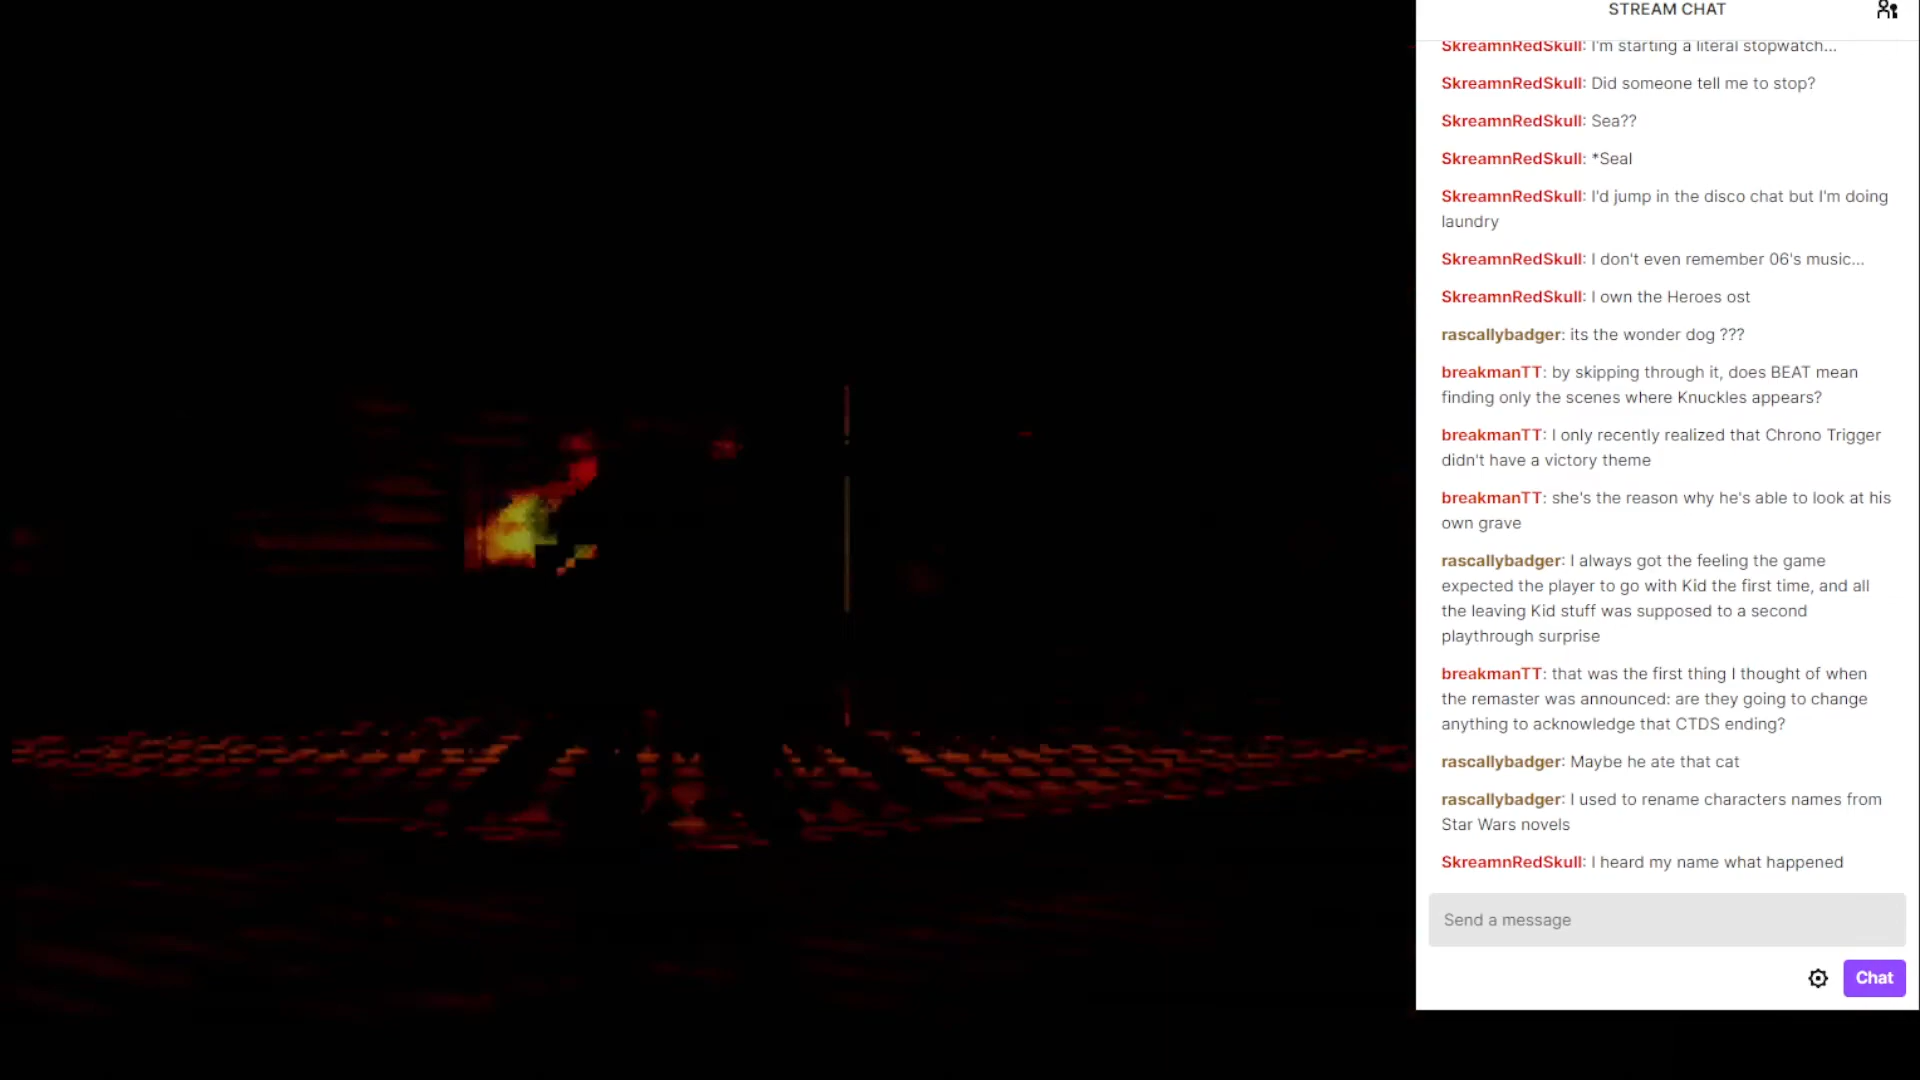 STREAM CHAT
SkreamnRedSkull: I'm starting a literal stopwatch...
SkreamnRedSkull: Did someone tell me to stop?
SkreamnRedSkull: Sea??
SkreamnRedSkull: *Seal
SkreamnRedSkull: I'd jump in the disco chat but I'm doing
laundry
SkreamnRedSkull: I don't even remember 06's music...
SkreamnRedSkull: I own the Heroes ost
rascallybadger: its the wonder dog ???
breakmanTT: by skipping through it, does BEAT mean
finding only the scenes where Knuckles appears?
breakmanTT: I only recently realized that Chrono Trigger
didn't have a victory theme
breakmanTT: she's the reason why he's able to look at his
own grave
rascallybadger: I always got the feeling the game
expected the player to go with Kid the first time, and all
the leaving Kid stuff was supposed to a second
playthrough surprise
breakmanTT: that was the first thing I thought of when
the remaster was announced: are they going to change
anything to acknowledge that CTDS ending?
rascallybadger: Maybe he ate that cat
rascallybadger: I used to rename characters names from
Star Wars novels
SkreamnRedSkull: I heard my name what happened
Send a message
Chat